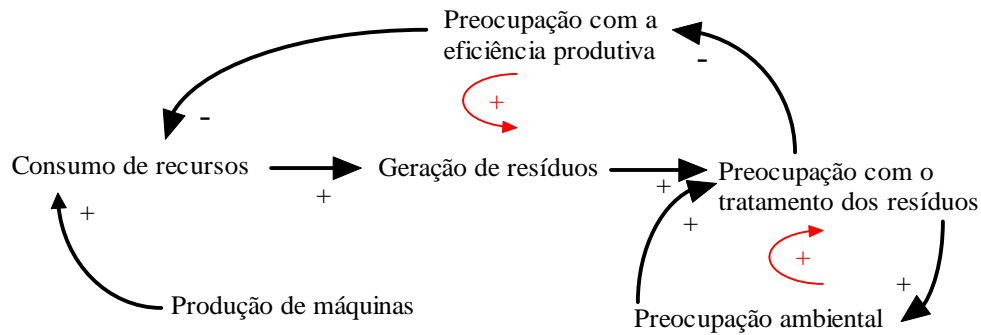 Preocupação com a
eficiência produtiva
-
+
-
Consumo de recursos
Geração de resíduos
Preocupação com o
tratamento dos resíduos
+
+
+
+
+
+
Produção de máquinas
Preocupação ambiental